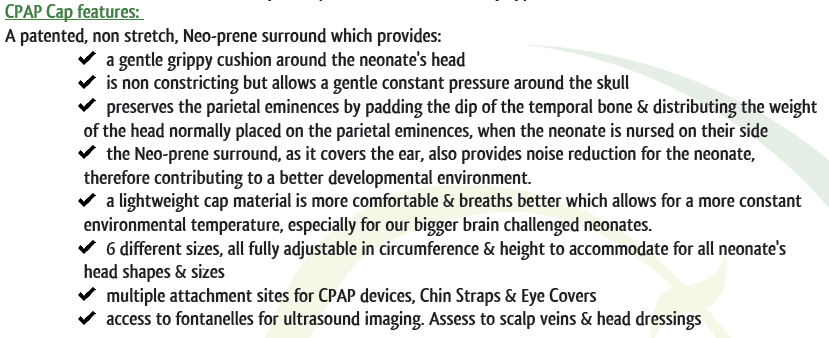 CPAP Cap features:
A patented, non stretch, Neo-prene surround which provides:
✔ a gentle grippy cushion around the neonate's head
✔ is non constricting but allows a gentle constant pressure around the skull
✔ preserves the parietal eminences by padding the dip of the temporal bone & distributing the weight
of the head normally placed on the parietal eminences, when the neonate is nursed on their side
✔ the Neo-prene surround, as it covers the ear, also provides noise reduction for the neonate,
therefore contributing to a better developmental environment.
✔ a lightweight cap material is more comfortable & breaths better which allows for a more constant
environmental temperature, especially for our bigger brain challenged neonates.
✔ 6 different sizes, all fully adjustable in circumference & height to accommodate for all neonate's
head shapes & sizes
✔ multiple attachment sites for CPAP devices, Chin Straps & Eye Covers
✔ access to fontanelles for ultrasound imaging. Assess to scalp veins & head dressings